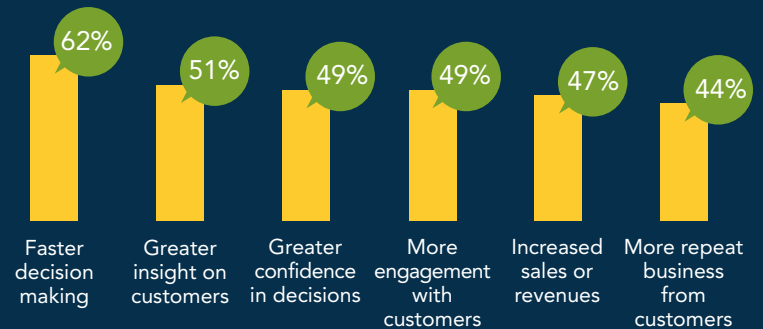 62%
51%
49%
49%
47%
44%
Faster
decision
making
Greater
insight on
customers
Greater
confidence
in decisions
More
engagement
with
customers
Increased
sales or
revenues
More repeat
business
from
customers